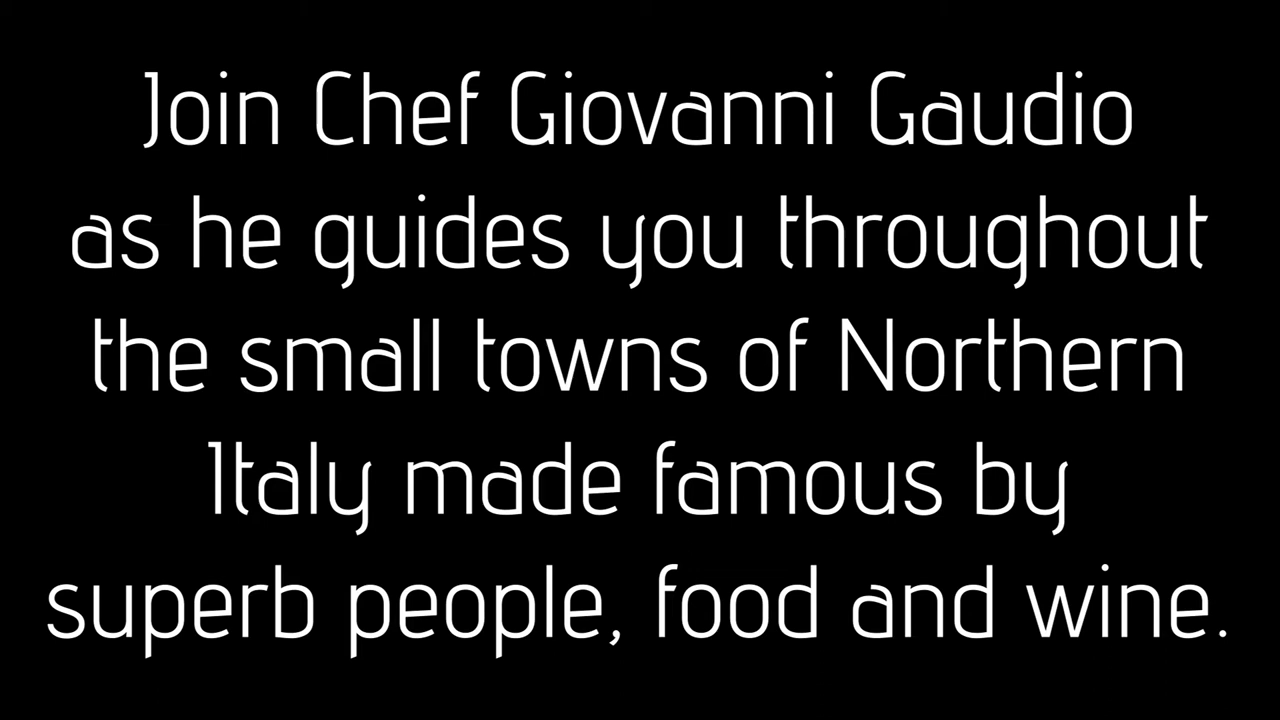 Join Chef Giovanni Gaudio
as he guides you throughout
the small towns of Northern
Italy made famous by
superb people, food and wine.